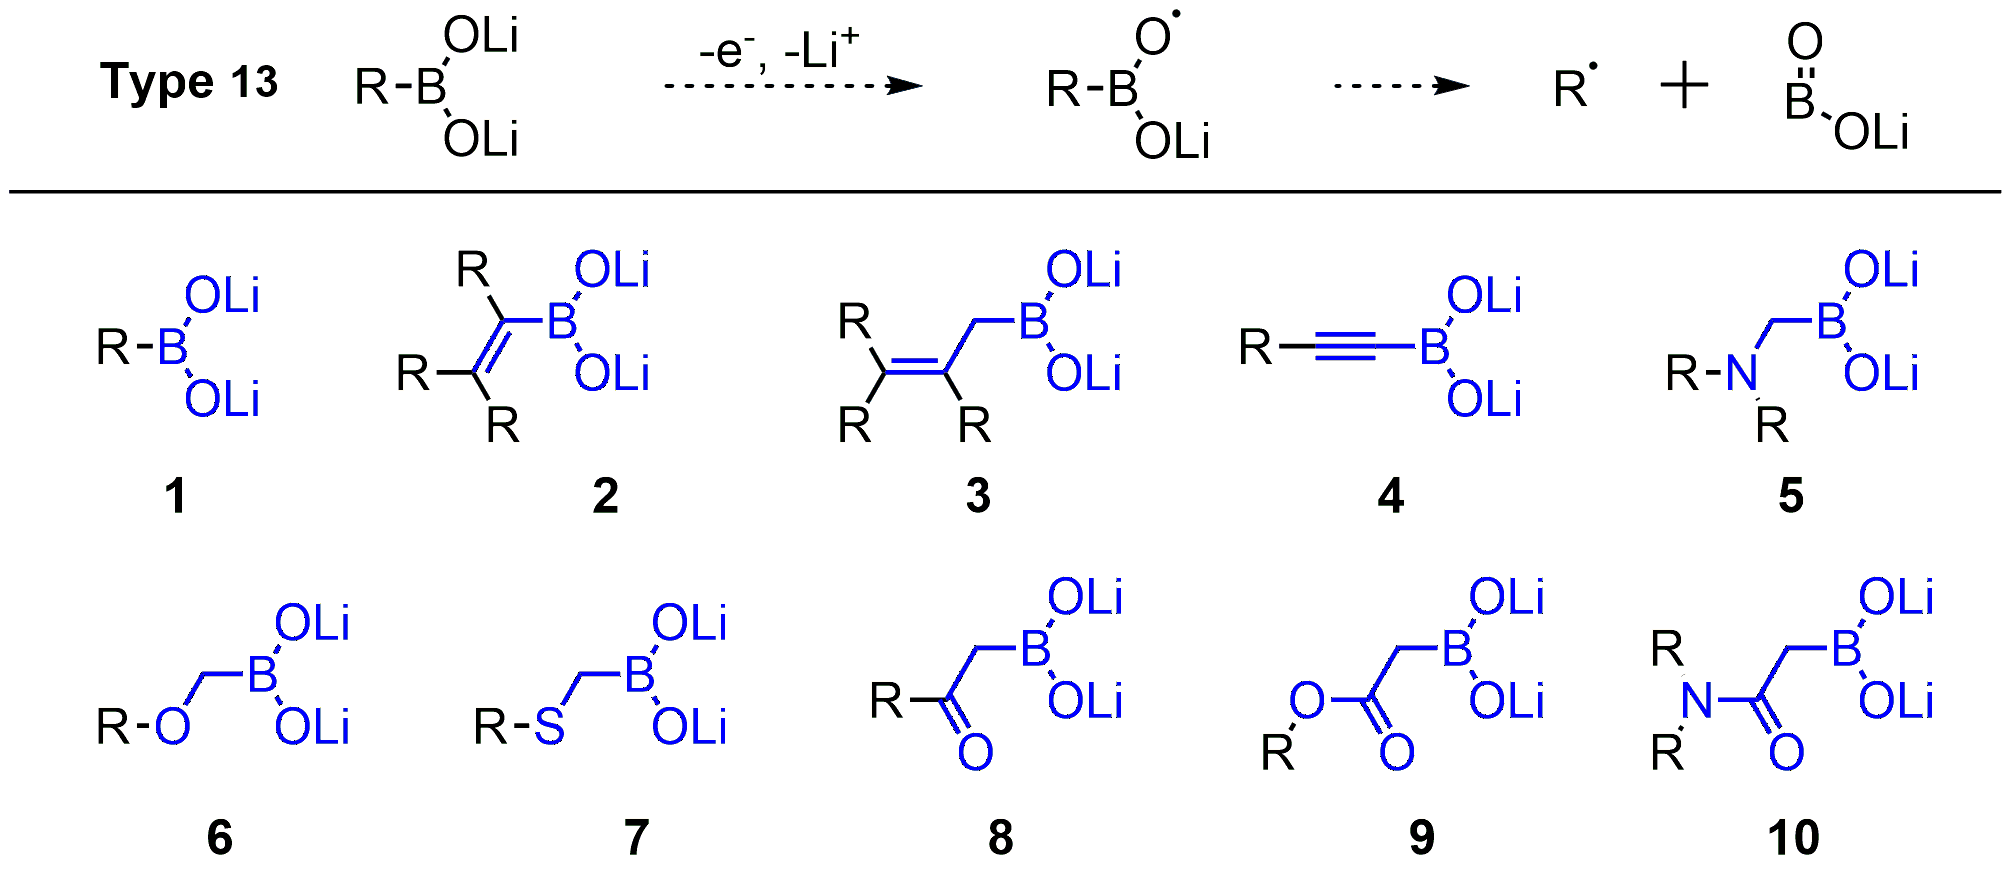 Type 13 R-B OLi OLi -e-, -Li+ R-B O• OLi R• + O B OLi
R-B OLi OLi
R R R B OLi OLi
R R R B OLi OLi
R B OLi OLi
R-N R B OLi OLi
1 2 3 4 5
R-O B OLi OLi
R-S B OLi OLi
R O B OLi OLi
R O O B OLi OLi
R R N O B OLi OLi
6 7 8 9 10